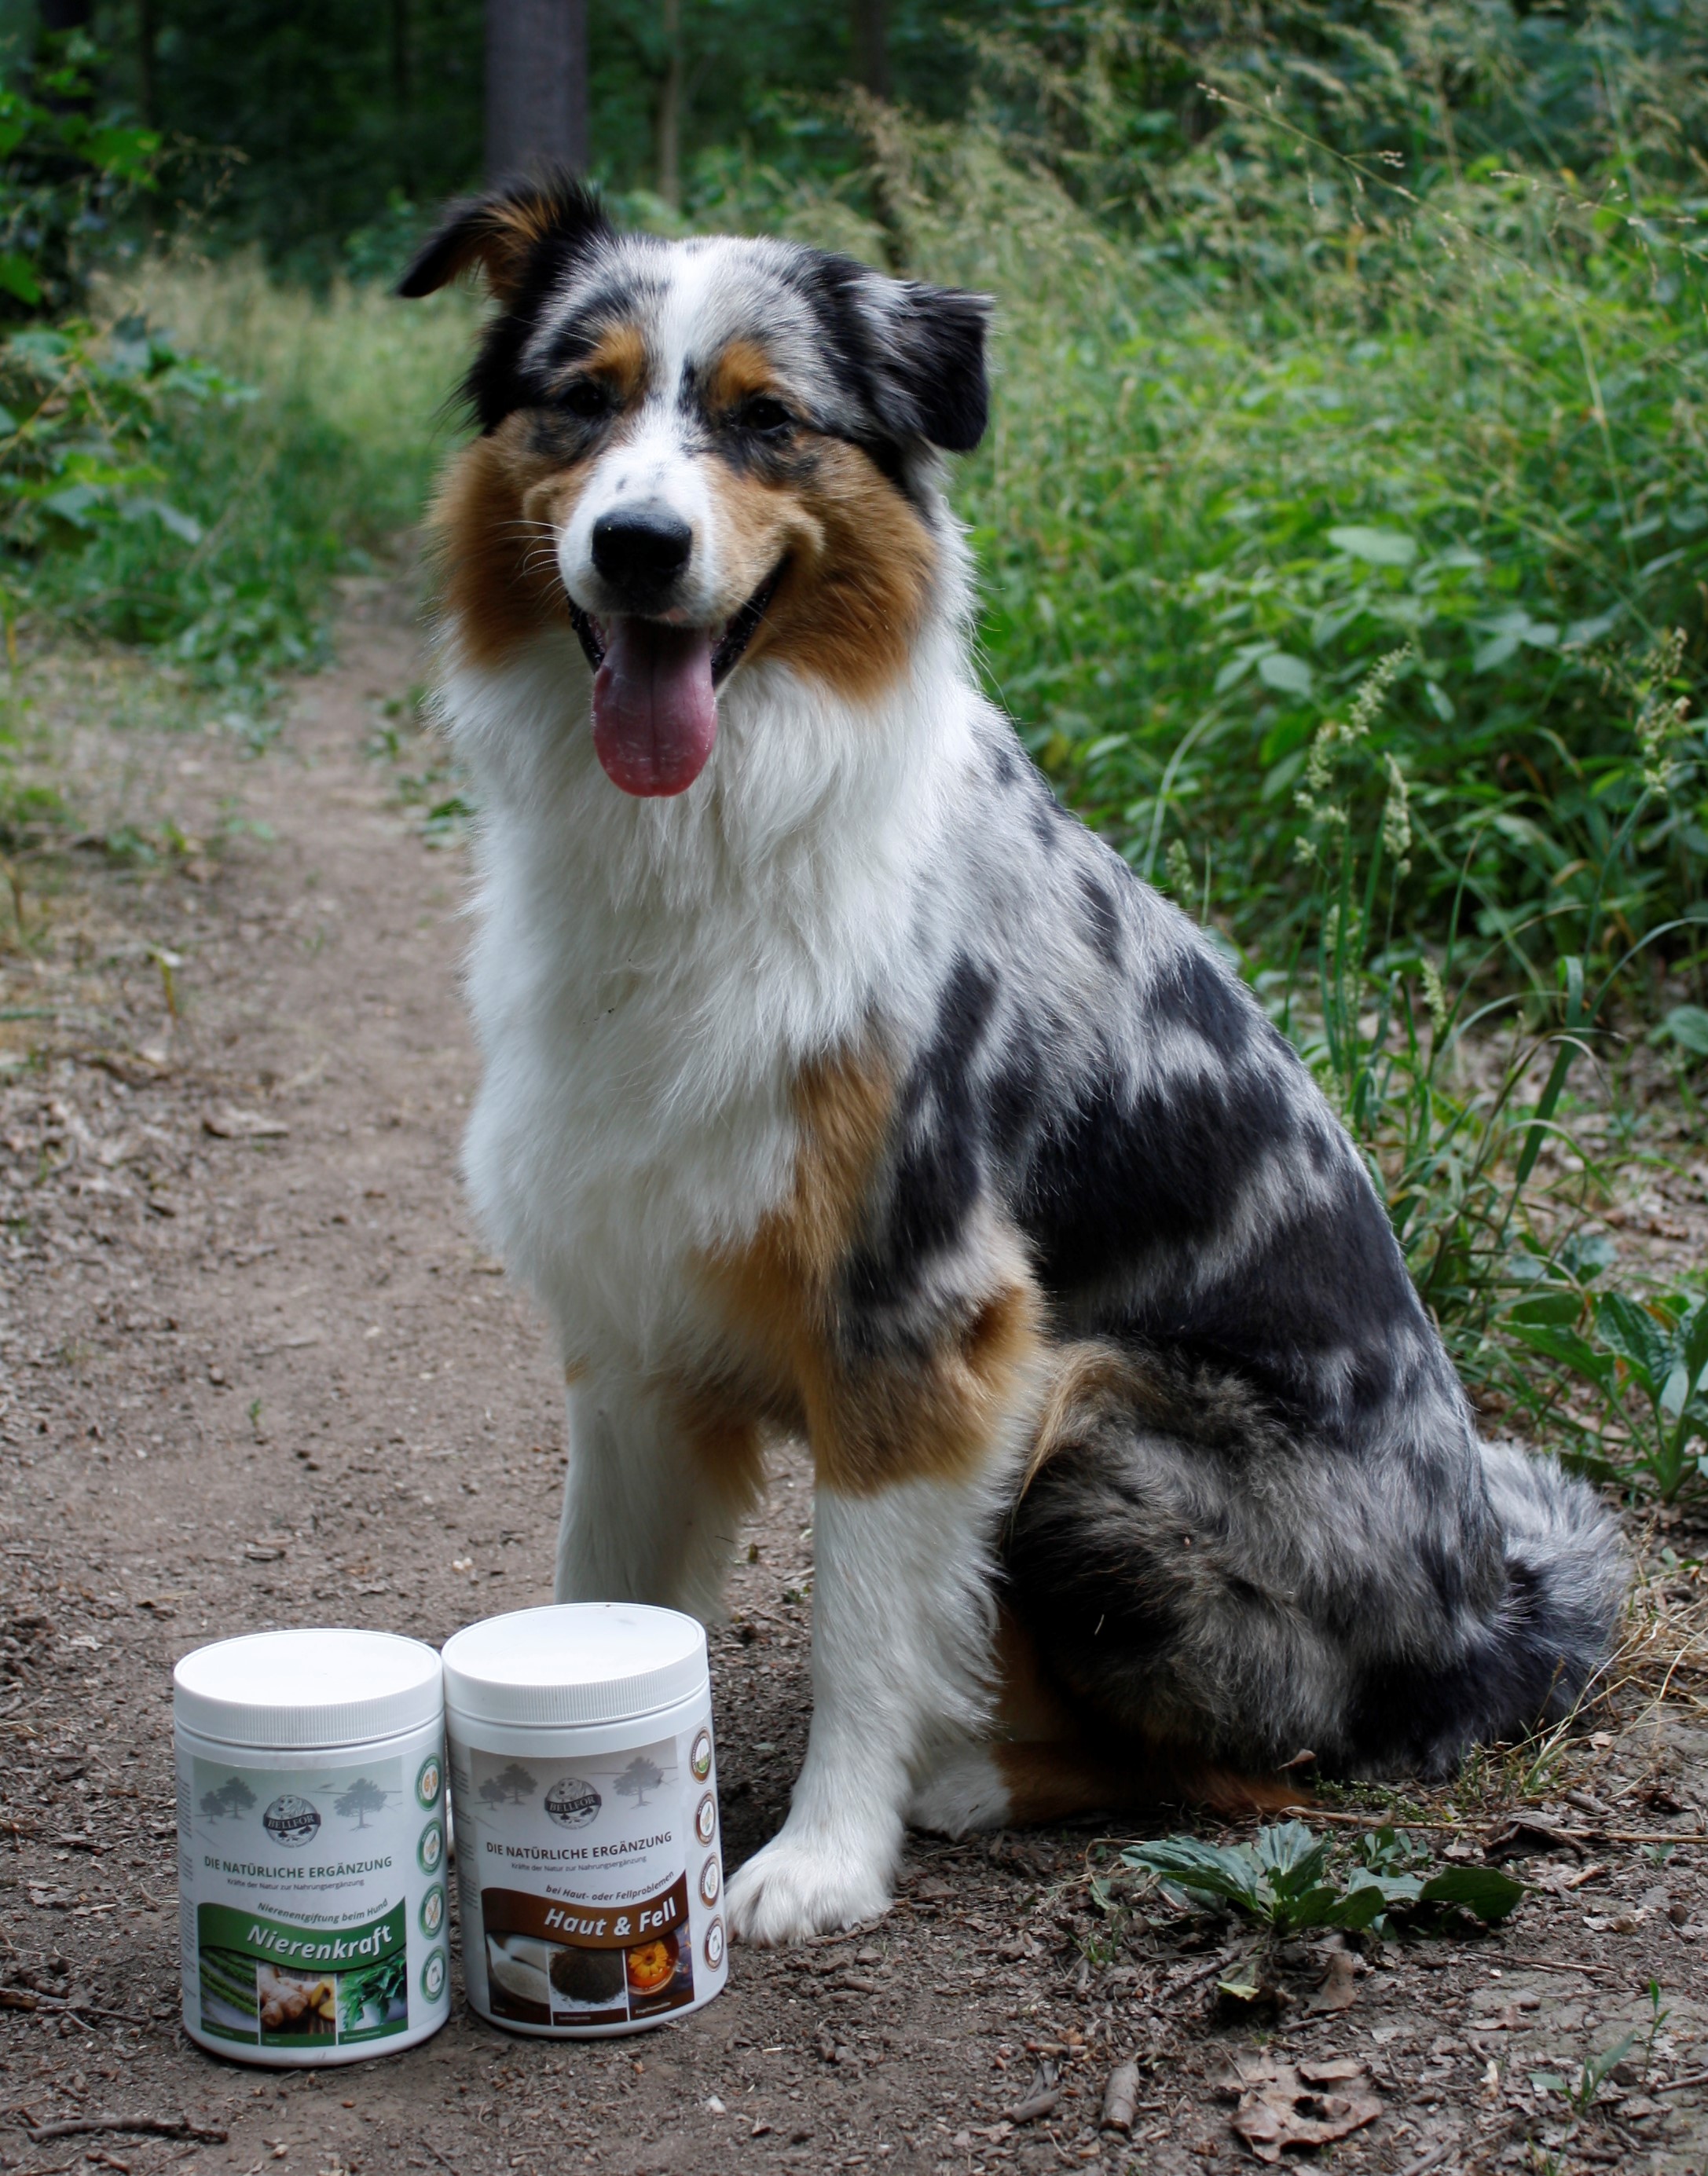 BELLFOR
DIE NATÜRLICHE ERGÄNZUNG
Kräfte der Natur zur Nahrungsergänzung
Nierenentgiftung beim Hund
Nierenkraft
BELLFOR
DIE NATÜRLICHE ERGÄNZUNG
Kräfte der Natur zur Nahrungsergänzung
bei Haut- oder Fellproblemen
Haut & Fell